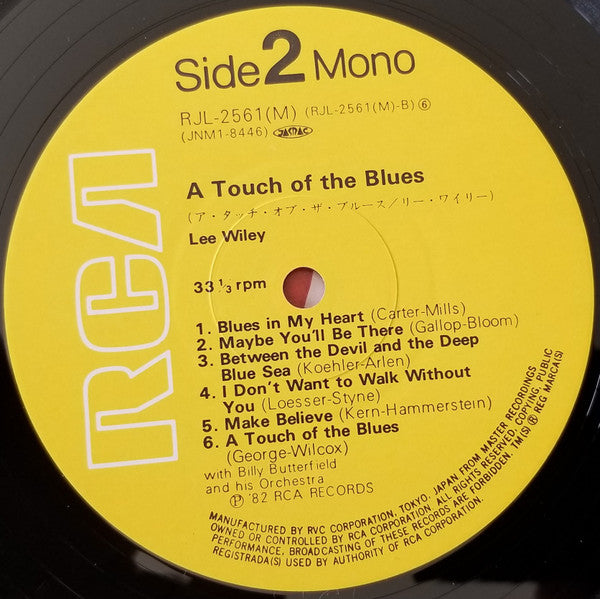 Side 2 Mono
RJL-2561(M) (RJL-2561(M)-B) ⑥
(JNM1-8446) JASRAC
RCA
A Touch of the Blues
(ア・タッチ・オブ・ザ・ブルース/リー・ワイリー)
Lee Wiley
33 1/3 rpm
1. Blues in My Heart (Carter-Mills)
2. Maybe You'll Be There (Gallop-Bloom)
3. Between the Devil and the Deep
Blue Sea (Koehler-Arlen)
4. I Don't Want to Walk Without
You (Loesser-Styne)
5. Make Believe (Kern-Hammerstein)
6. A Touch of the Blues
(George-Wilcox)
with Billy Butterfield
and his Orchestra
Ⓟ '82 RCA RECORDS
MANUFACTURED BY RVC CORPORATION, TOKYO, JAPAN FROM MASTER RECORDINGS
OWNED OR CONTROLLED BY RCA CORPORATION. ALL RIGHTS RESERVED, COPYING, PUBLIC
PERFORMANCE, BROADCASTING OF THESE RECORDS ARE FORBIDDEN. TM(S) ® REG MARCA(S)
REGISTRADA(S) USED BY AUTHORITY OF RCA CORPORATION.